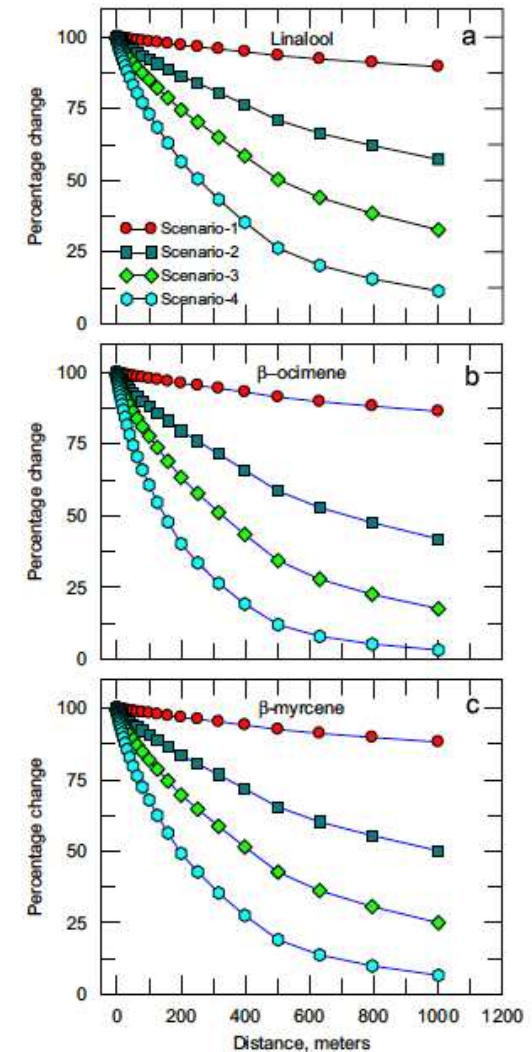 100
75
50
25
0
Percentage change
Linalool
a
Scenario-1
Scenario-2
Scenario-3
Scenario-4
100
75
50
25
0
Percentage change
β-ocimene
b
100
75
50
25
0
Percentage change
β-myrcene
c
0 200 400 600 800 1000 1200
Distance, meters